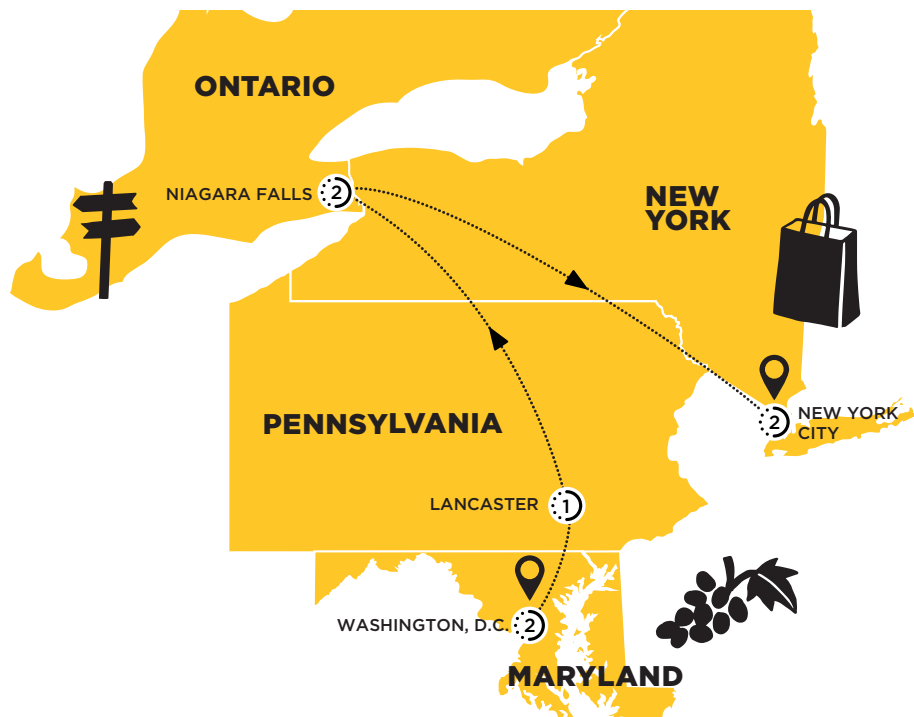 ONTARIO
NIAGARA FALLS
2
NEW
YORK
PENNSYLVANIA
2
NEW YORK
CITY
LANCASTER
1
WASHINGTON, D.C.
2
MARYLAND